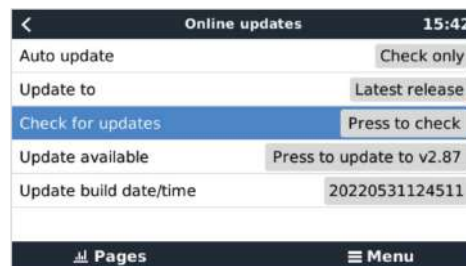 Online updates 15:42
Auto update Check only
Update to Latest release
Check for updates Press to check
Update available Press to update to v2.87
Update build date/time 20220531124511
Pages Menu